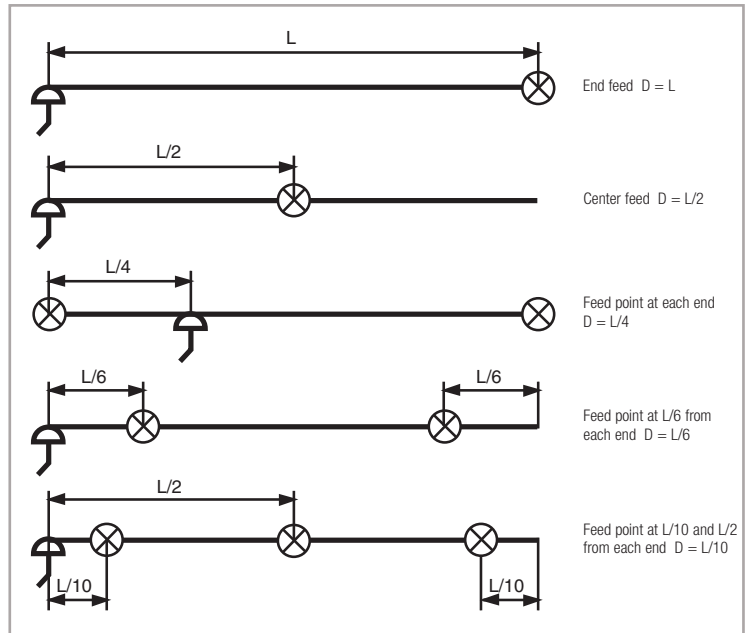 L
End feed D = L
L/2
Center feed D = L/2
L/4
Feed point at each end
D = L/4
L/6
L/6
Feed point at L/6 from
each end D = L/6
L/2
Feed point at L/10 and L/2
from each end D = L/10
L/10
L/10